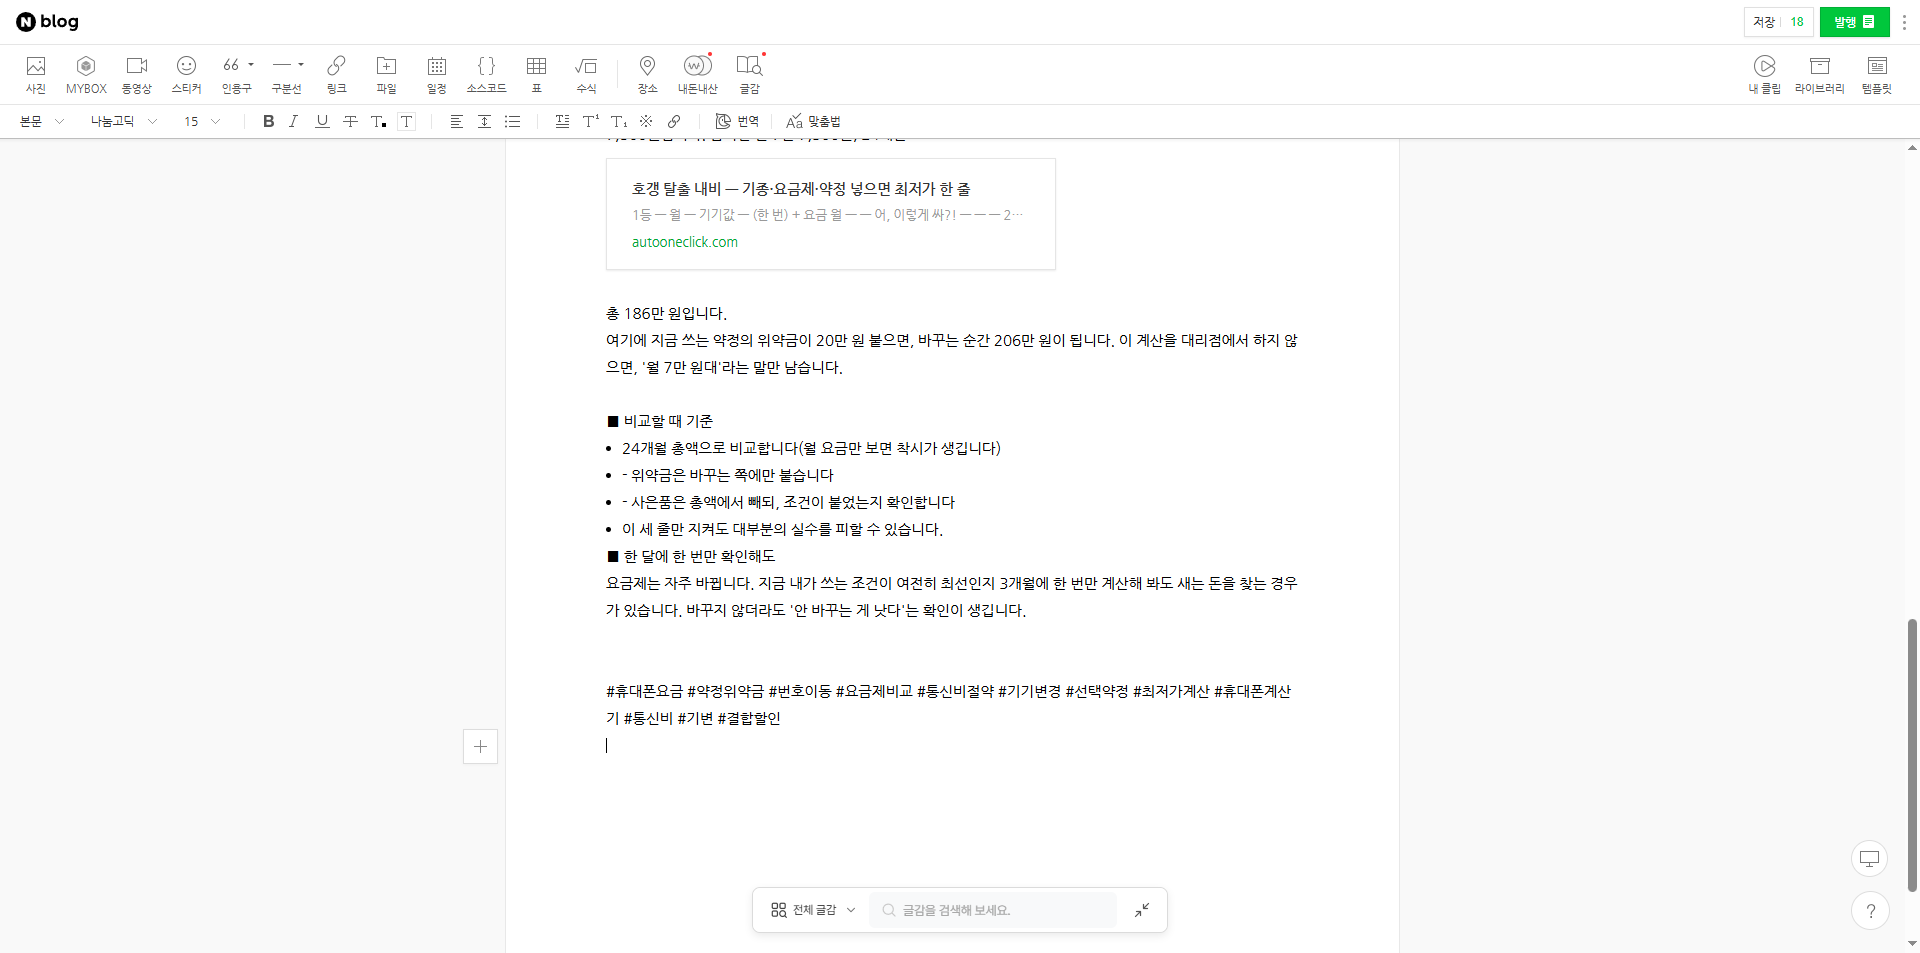 blog
저장 18
발행
사진
MYBOX
동영상
스티커
인용구
구분선
링크
파일
일정
소스코드
표
수식
장소
내돈내산
글감
내 클립
라이브러리
템플릿
본문 나눔고딕 15
번역
맞춤법
호갱 탈출 내비 — 기종·요금제·약정 넣으면 최저가 한 줄
1등 — 월 — 기기값 — (한 번) + 요금 월 — — 어, 이렇게 싸?! — — — 2…
autooneclick.com
총 186만 원입니다.
여기에 지금 쓰는 약정의 위약금이 20만 원 붙으면, 바꾸는 순간 206만 원이 됩니다. 이 계산을 대리점에서 하지 않
으면, '월 7만 원대'라는 말만 남습니다.
■ 비교할 때 기준
• 24개월 총액으로 비교합니다(월 요금만 보면 착시가 생깁니다)
• - 위약금은 바꾸는 쪽에만 붙습니다
• - 사은품은 총액에서 빼되, 조건이 붙었는지 확인합니다
• 이 세 줄만 지켜도 대부분의 실수를 피할 수 있습니다.
■ 한 달에 한 번만 확인해도
요금제는 자주 바뀝니다. 지금 내가 쓰는 조건이 여전히 최선인지 3개월에 한 번만 계산해 봐도 새는 돈을 찾는 경우
가 있습니다. 바꾸지 않더라도 '안 바꾸는 게 낫다'는 확인이 생깁니다.
#휴대폰요금 #약정위약금 #번호이동 #요금제비교 #통신비절약 #기기변경 #선택약정 #최저가계산 #휴대폰계산
기 #통신비 #기변 #결합할인
전체 글감
글감을 검색해 보세요.